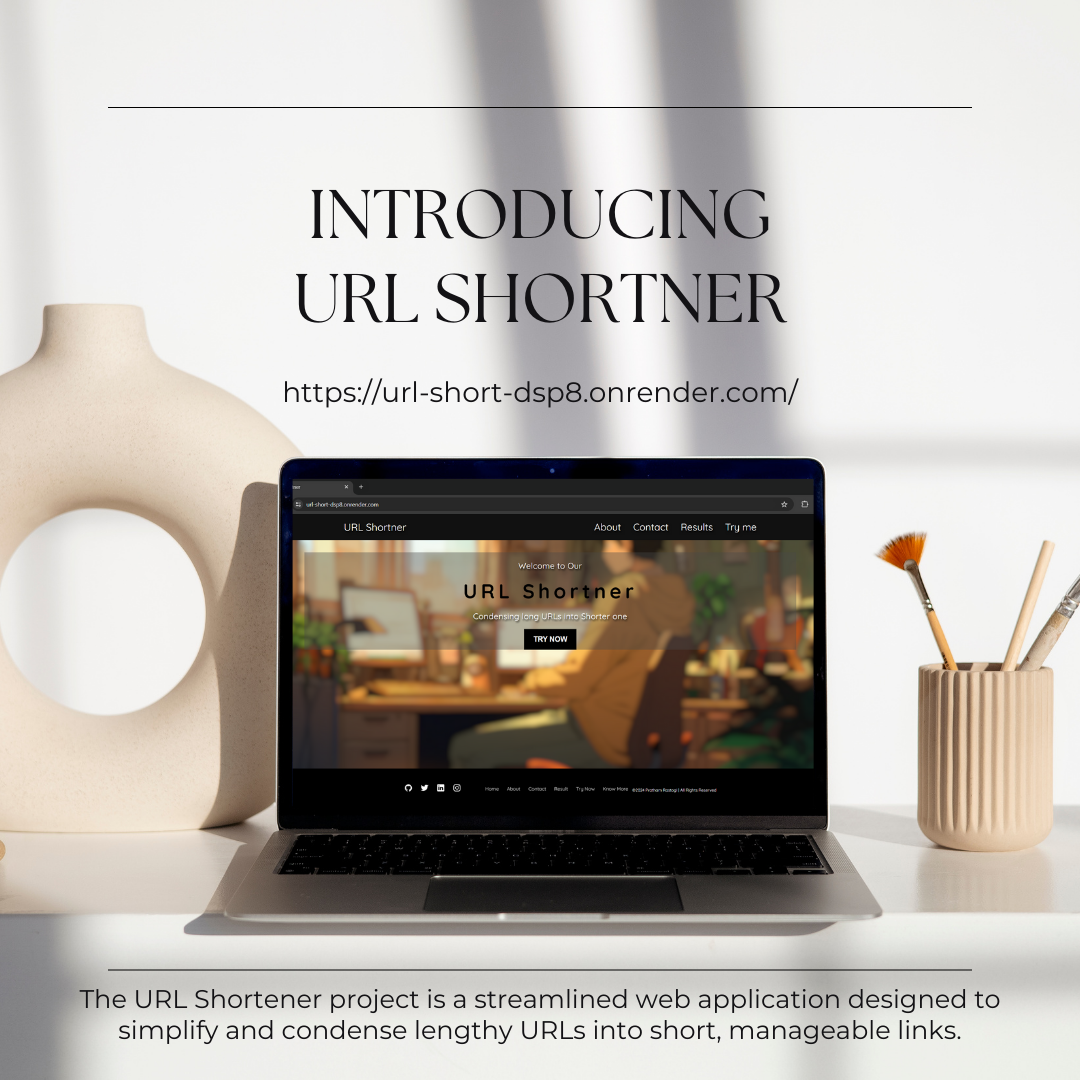 INTRODUCING
URL SHORTNER
https://url-short-dsp8.onrender.com/
url-short-dsp8.onrender.com
URL Shortner About Contact Results Try me
Welcome to Our
URL Shortner
Condensing long URLs into Shorter one
TRY NOW
Home About Contact Result Try Now Know More ©2024 Pratham Rastogi | All Rights Reserved
The URL Shortener project is a streamlined web application designed to
simplify and condense lengthy URLs into short, manageable links.